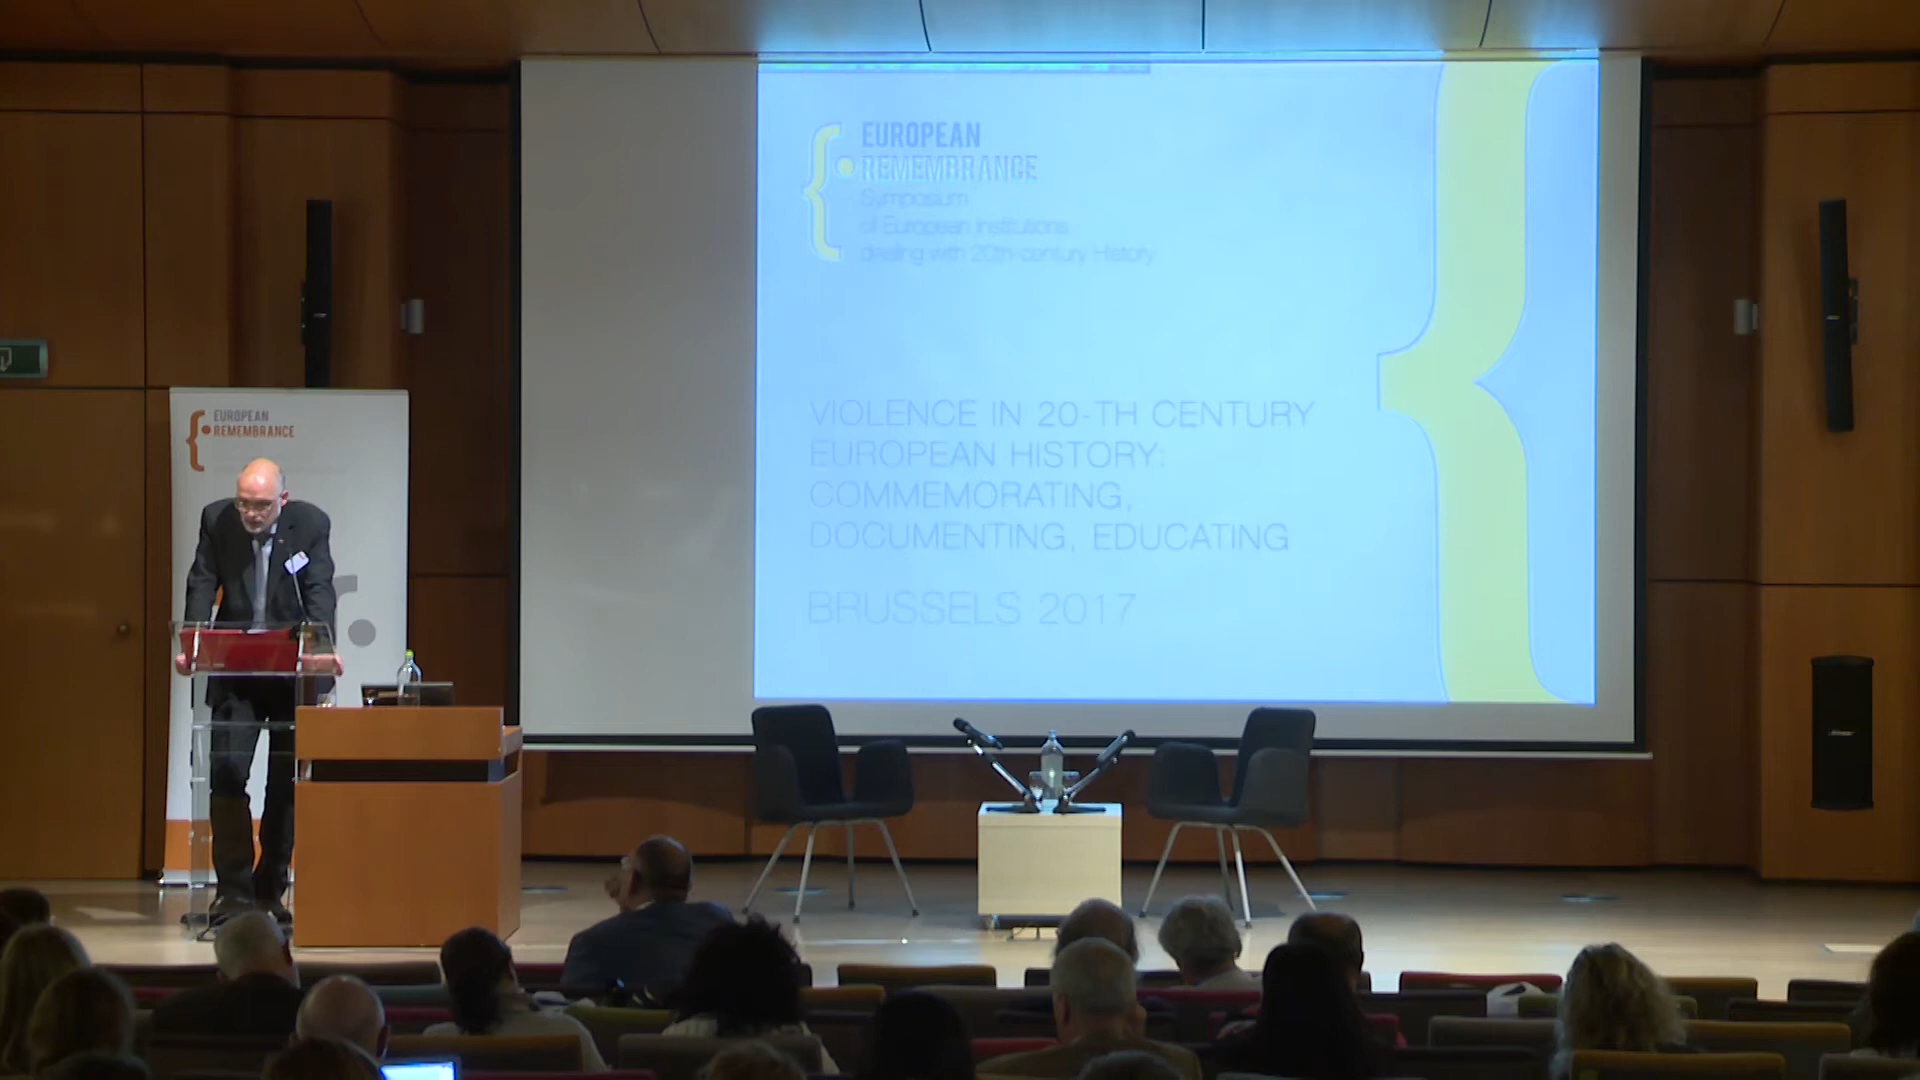 EUROPEAN
REMEMBRANCE
Symposium
of European Institutions
dealing with 20th-century History
VIOLENCE IN 20-TH CENTURY
EUROPEAN HISTORY:
COMMEMORATING,
DOCUMENTING, EDUCATING
BRUSSELS 2017
EUROPEAN
REMEMBRANCE